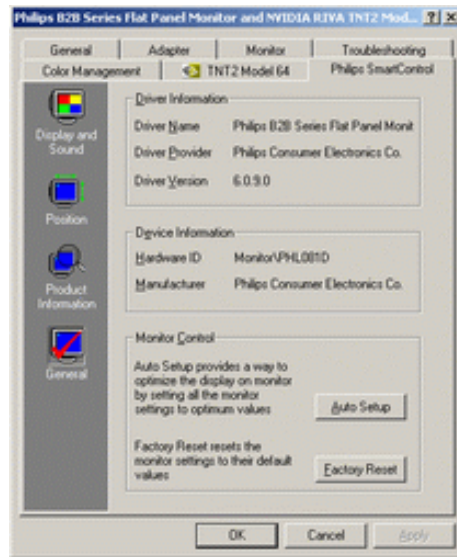 Philips B2B Series Flat Panel Monitor and NVIDIA RIVA TNT2 Mod...
General Adapter Monitor Troubleshooting
Color Management TNT2 Model 64 Philips SmartControl
Display and
Sound
Position
Product
Information
General
Driver Information
Driver Name Philips B2B Series Flat Panel Monit
Driver Provider Philips Consumer Electronics Co.
Driver Version 6.0.9.0
Device Information
Hardware ID Monitor\PHL081D
Manufacturer Philips Consumer Electronics Co.
Monitor Control
Auto Setup provides a way to
optimize the display on monitor
by setting all the monitor
settings to optimum values
Auto Setup
Factory Reset resets the
monitor settings to their default
values
Factory Reset
OK Cancel Apply